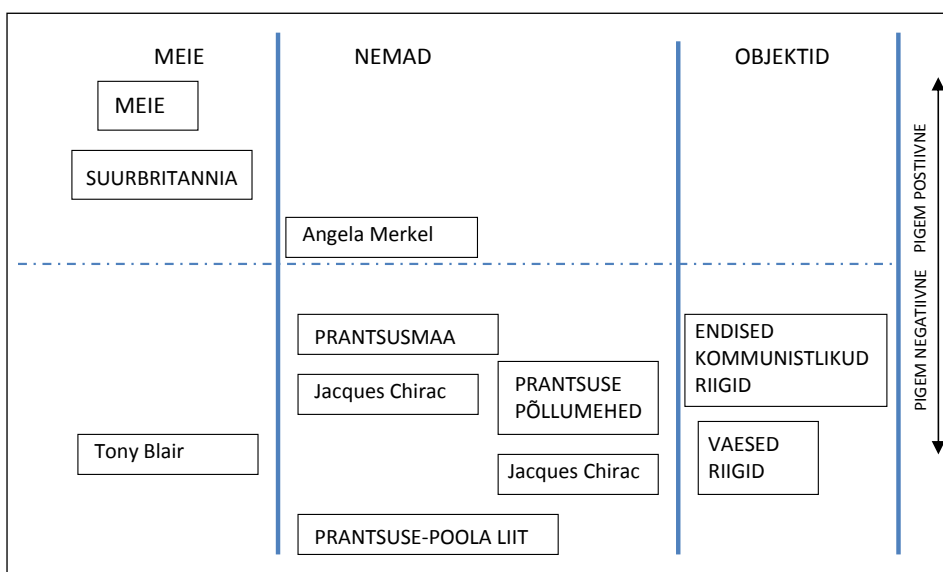 MEIE
NEMAD
OBJEKTID
MEIE
SUURBRITANNIA
Angela Merkel
PRANTSUSMAA
Jacques Chirac
PRANTSUSE
PÕLLUMEHED
ENDISED
KOMMUNISTLIKUD
RIIGID
Tony Blair
Jacques Chirac
VAESED
RIIGID
PRANTSUSE-POOLA LIIT
PIGEM NEGATIIVNE PIGEM POSTIIVNE